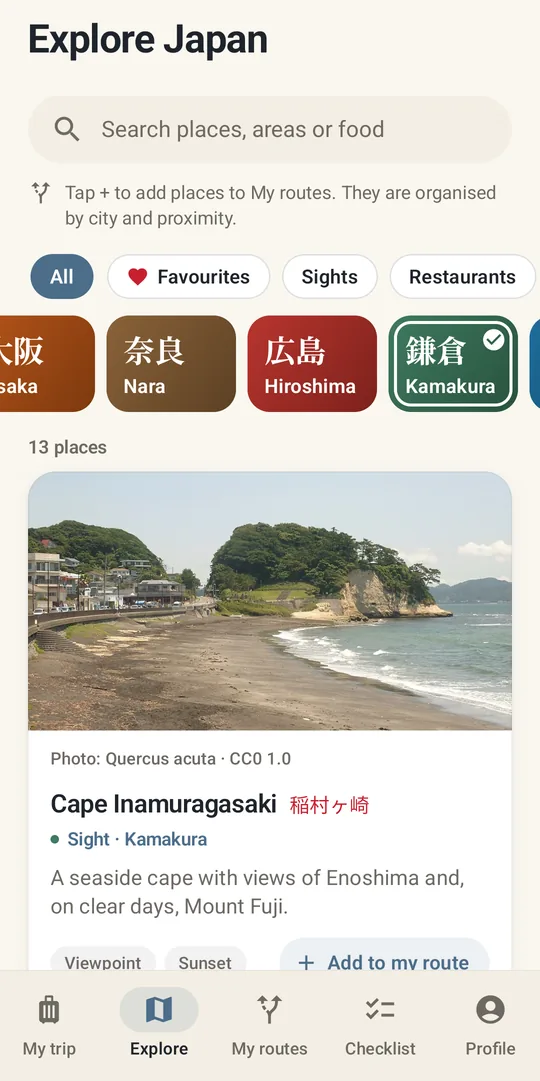 Explore Japan
Search places, areas or food
Tap + to add places to My routes. They are organised
by city and proximity.
All
Favourites
Sights
Restaurants
大阪
saka
奈良
Nara
広島
Hiroshima
鎌倉
Kamakura
13 places
Photo: Quercus acuta · CC0 1.0
Cape Inamuragasaki 稲村ヶ崎
Sight · Kamakura
A seaside cape with views of Enoshima and,
on clear days, Mount Fuji.
Viewpoint
Sunset
+ Add to my route
My trip
Explore
My routes
Checklist
Profile